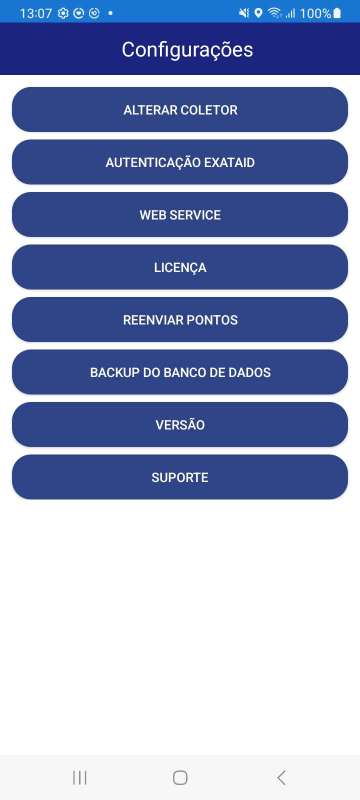 13:07
100%
Configurações
ALTERAR COLETOR
AUTENTICAÇÃO EXATAID
WEB SERVICE
LICENÇA
REENVIAR PONTOS
BACKUP DO BANCO DE DADOS
VERSÃO
SUPORTE